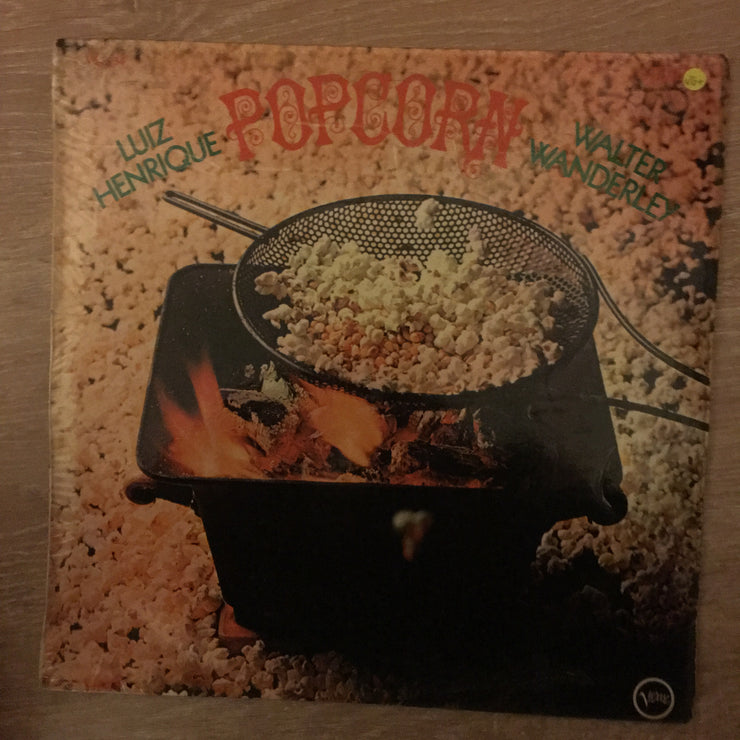 POPCORN
LUIZ
HENRIQUE
WALTER
WANDERLEY
Verve